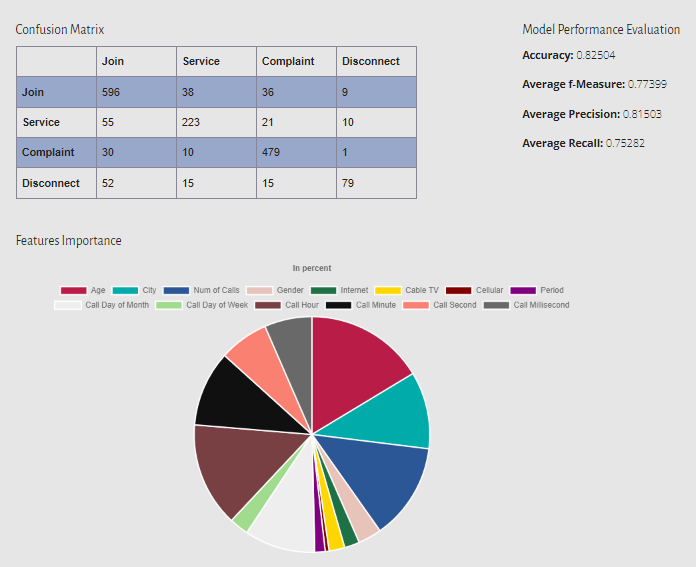 Confusion Matrix
Join Service Complaint Disconnect
Join 596 38 36 9
Service 55 223 21 10
Complaint 30 10 479 1
Disconnect 52 15 15 79
Model Performance Evaluation
Accuracy: 0.82504
Average f-Measure: 0.77399
Average Precision: 0.81503
Average Recall: 0.75282
Features Importance
In percent
Age City Num of Calls Gender Internet Cable TV Cellular Period
Call Day of Month Call Day of Week Call Hour Call Minute Call Second Call Millisecond